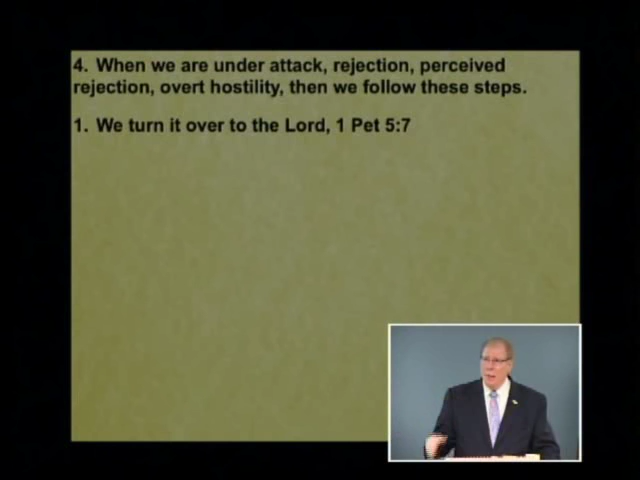 4. When we are under attack, rejection, perceived
rejection, overt hostility, then we follow these steps.
1. We turn it over to the Lord, 1 Pet 5:7